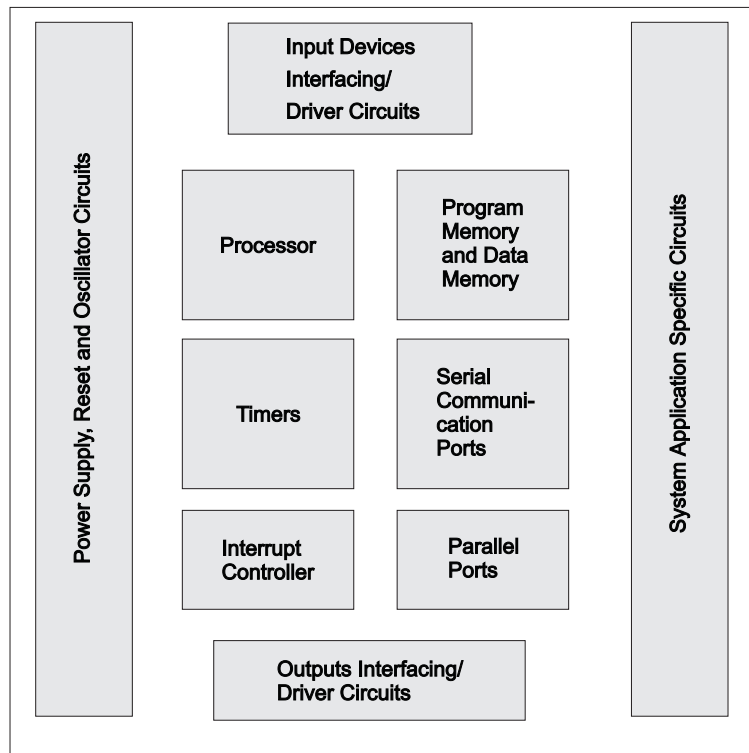 Power Supply, Reset and Oscillator Circuits
Input Devices
Interfacing/
Driver Circuits
Processor
Program
Memory
and Data
Memory
Timers
Serial
Communi-
cation
Ports
Interrupt
Controller
Parallel
Ports
Outputs Interfacing/
Driver Circuits
System Application Specific Circuits